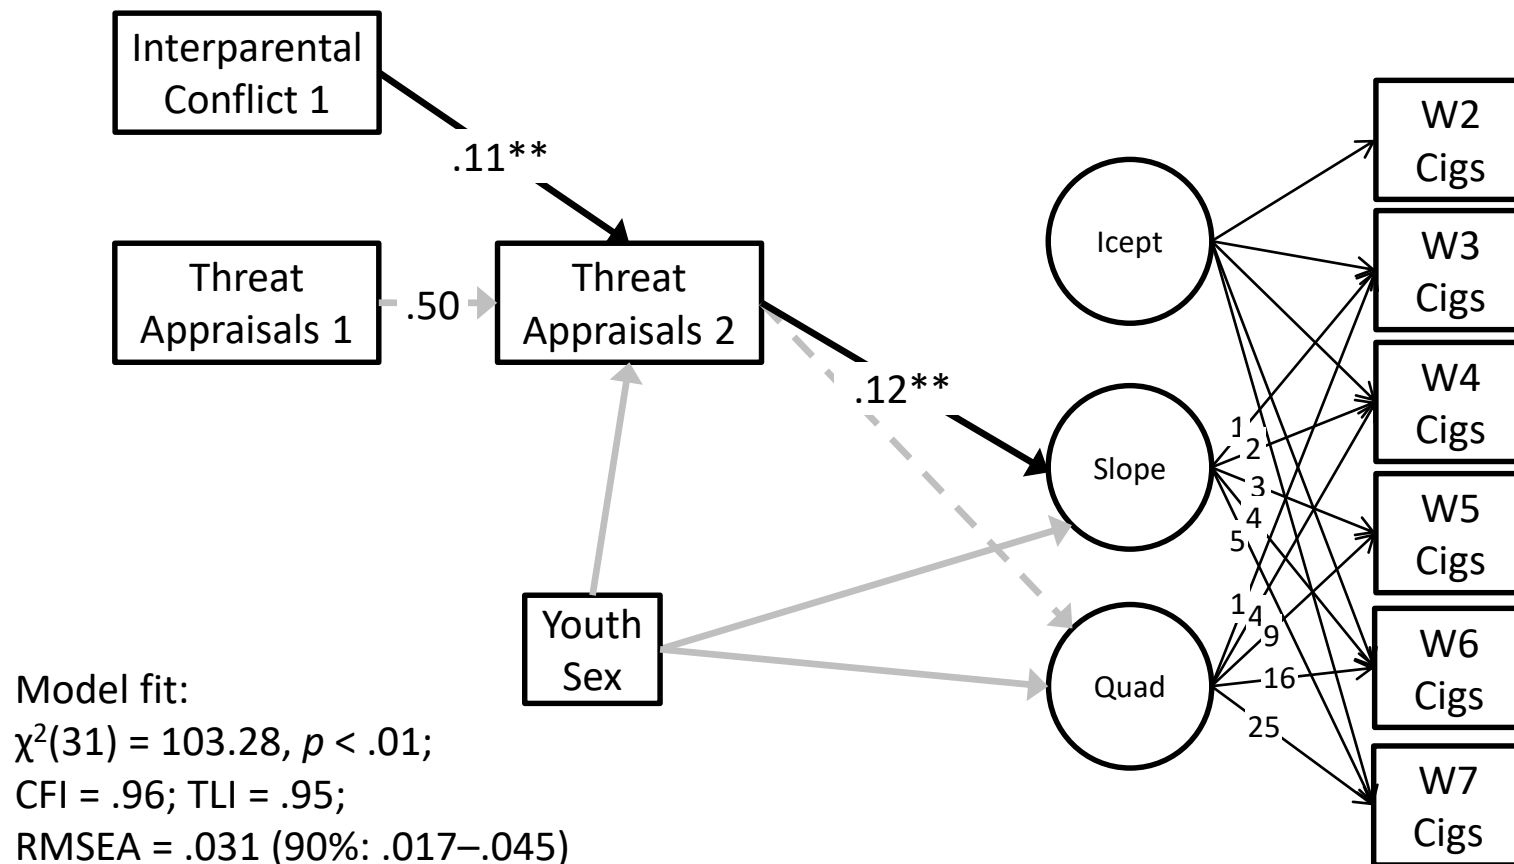 Interparental
Conflict 1
.11**
Threat
Appraisals 1
.50
Threat
Appraisals 2
.12**
Youth
Sex
Icept
Slope
Quad
1
2
3
4
5
1
4
9
16
25
W2
Cigs
W3
Cigs
W4
Cigs
W5
Cigs
W6
Cigs
W7
Cigs
Model fit:
χ²(31) = 103.28, p < .01;
CFI = .96; TLI = .95;
RMSEA = .031 (90%: .017–.045)